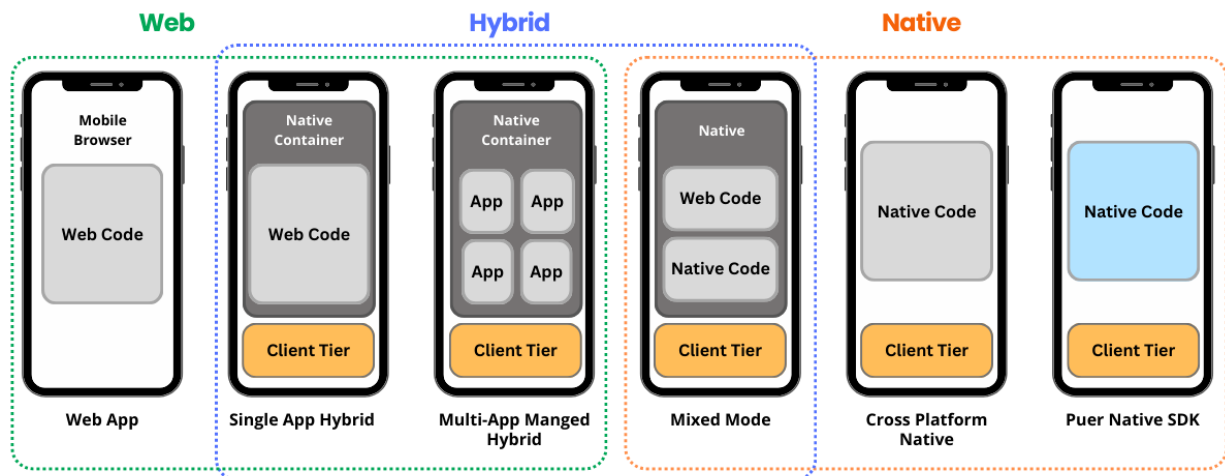 Web
Hybrid
Native
Mobile
Browser
Web Code
Web App
Native
Container
Web Code
Client Tier
Single App Hybrid
Native
Container
App
App
App
App
Client Tier
Multi-App Manged
Hybrid
Native
Web Code
Native Code
Client Tier
Mixed Mode
Native Code
Client Tier
Cross Platform
Native
Native Code
Client Tier
Puer Native SDK